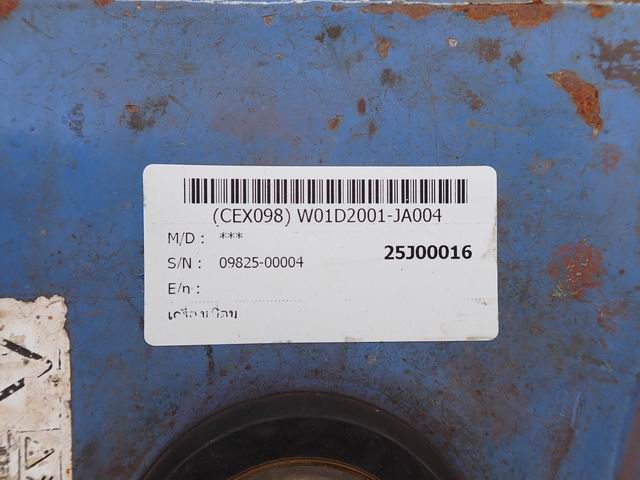 (CEX098) W01D2001-JA004
M/D : ***
S/N : 09825-00004
25J00016
E/n :